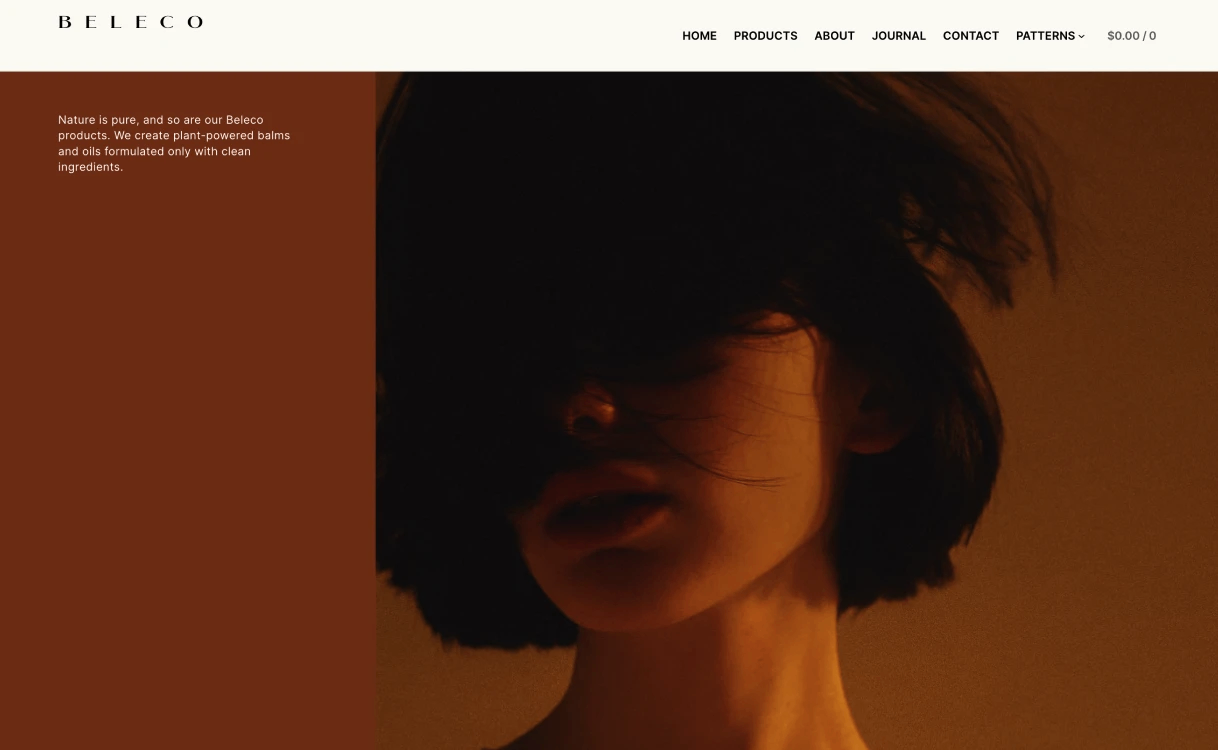 BELECO
HOME PRODUCTS ABOUT JOURNAL CONTACT PATTERNS $0.00 / 0
Nature is pure, and so are our Beleco
products. We create plant-powered balms
and oils formulated only with clean
ingredients.